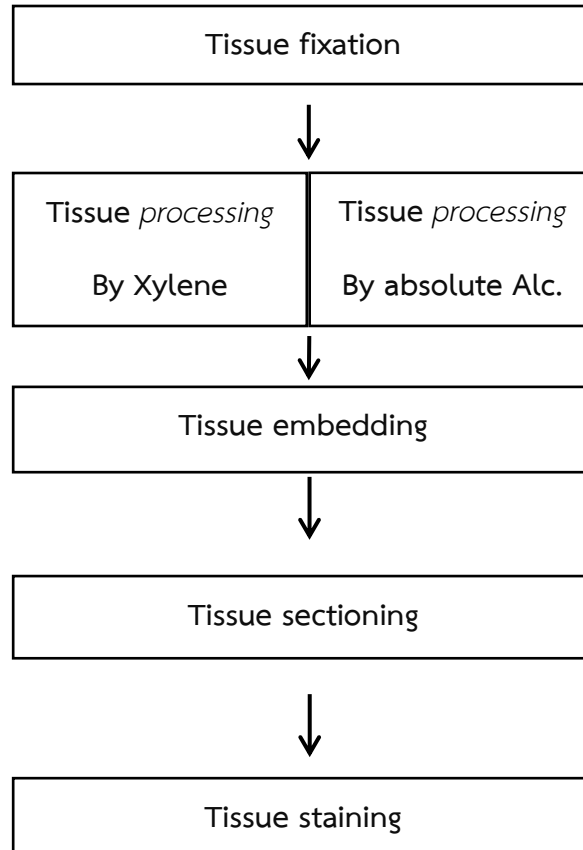 Tissue fixation
Tissue processing
By Xylene
Tissue processing
By absolute Alc.
Tissue embedding
Tissue sectioning
Tissue staining